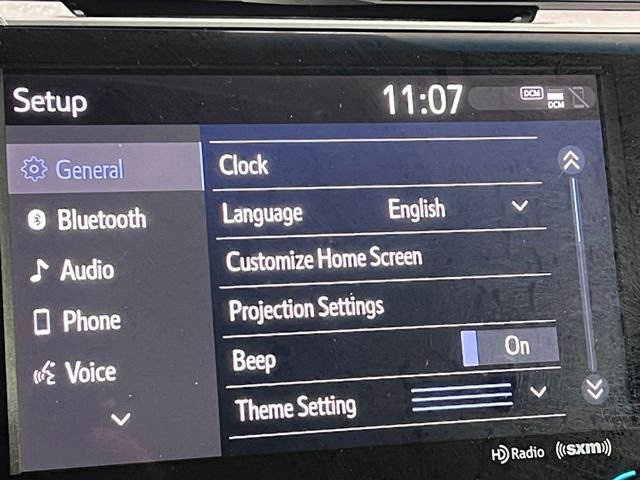 Setup 11:07 DCM
DCM
General
Bluetooth
Audio
Phone
Voice
Clock
Language English
Customize Home Screen
Projection Settings
Beep On
Theme Setting
HD Radio ((sxm))